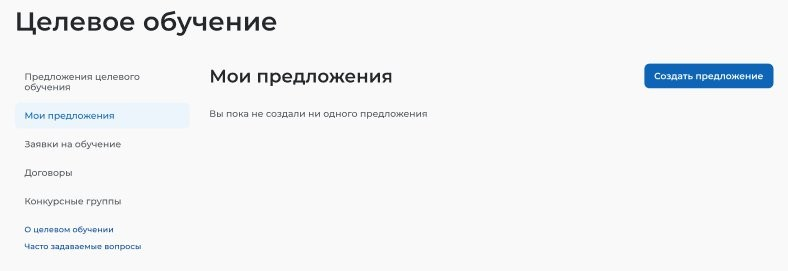 Целевое обучение
Предложения целевого
обучения
Мои предложения
Заявки на обучение
Договоры
Конкурсные группы
О целевом обучении
Часто задаваемые вопросы
Мои предложения
Создать предложение
Вы пока не создали ни одного предложения